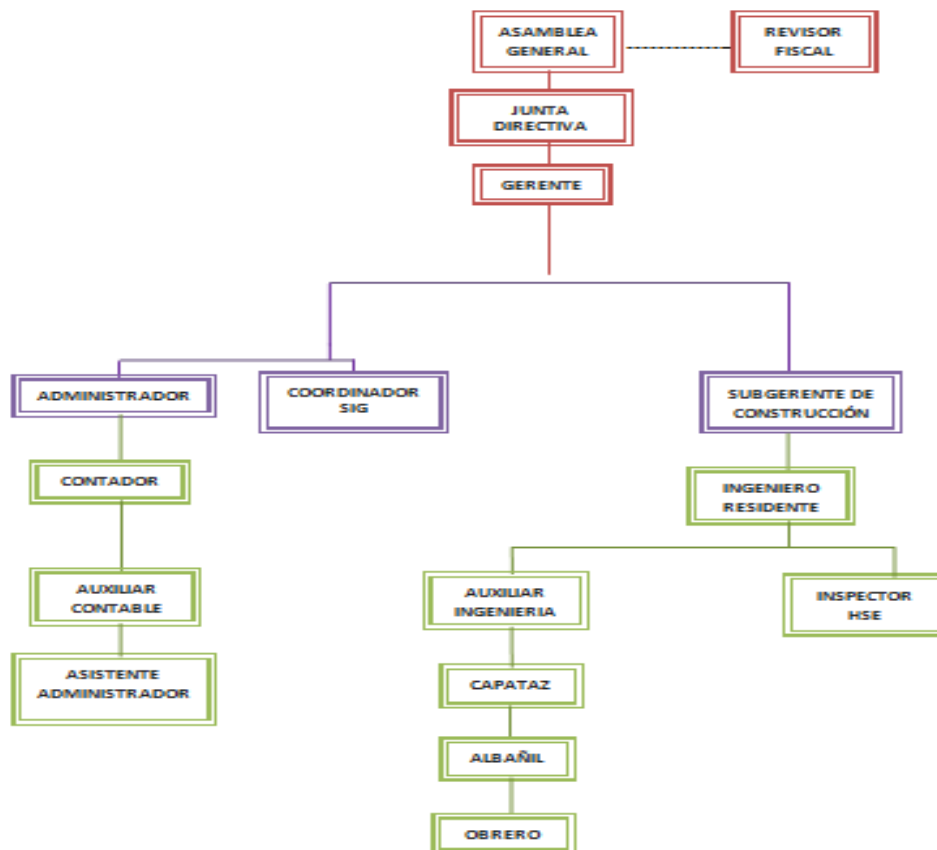 ASAMBLEA
GENERAL
REVISOR
FISCAL
JUNTA
DIRECTIVA
GERENTE
ADMINISTRADOR
COORDINADOR
SIG
SUBGERENTE DE
CONSTRUCCIÓN
CONTADOR
INGENIERO
RESIDENTE
AUXILIAR
CONTABLE
AUXILIAR
INGENIERIA
INSPECTOR
HSE
ASISTENTE
ADMINISTRADOR
CAPATAZ
ALBAÑIL
OBRERO